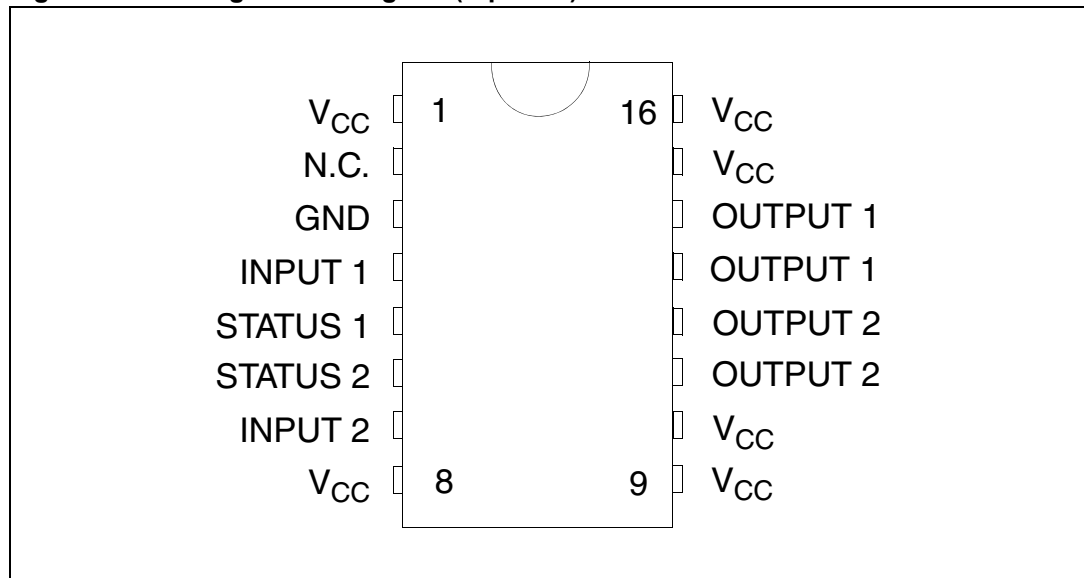 V_CC 1 16 V_CC
N.C. V_CC
GND OUTPUT 1
INPUT 1 OUTPUT 1
STATUS 1 OUTPUT 2
STATUS 2 OUTPUT 2
INPUT 2 V_CC
V_CC 8 9 V_CC